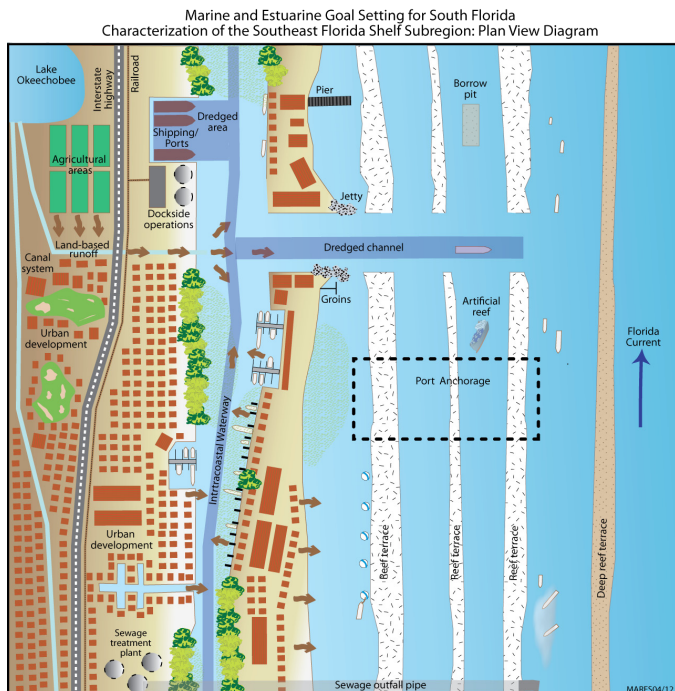 Marine and Estuarine Goal Setting for South Florida
Characterization of the Southeast Florida Shelf Subregion: Plan View Diagram
Lake
Okeechobee
Interstate
highway
Railroad
Pier
Borrow
pit
Dredged
area
Shipping/
Ports
Agricultural
areas
Jetty
Dockside
operations
Land-based
runoff
Dredged channel
Canal
system
Groins
Artificial
reef
Urban
development
Florida
Current
Port Anchorage
Intrtracoastal Waterway
Urban
development
Reef terrace
Reef terrace
Reef terrace
Deep reef terrace
Sewage
treatment
plant
Sewage outfall pipe
MARES04/12